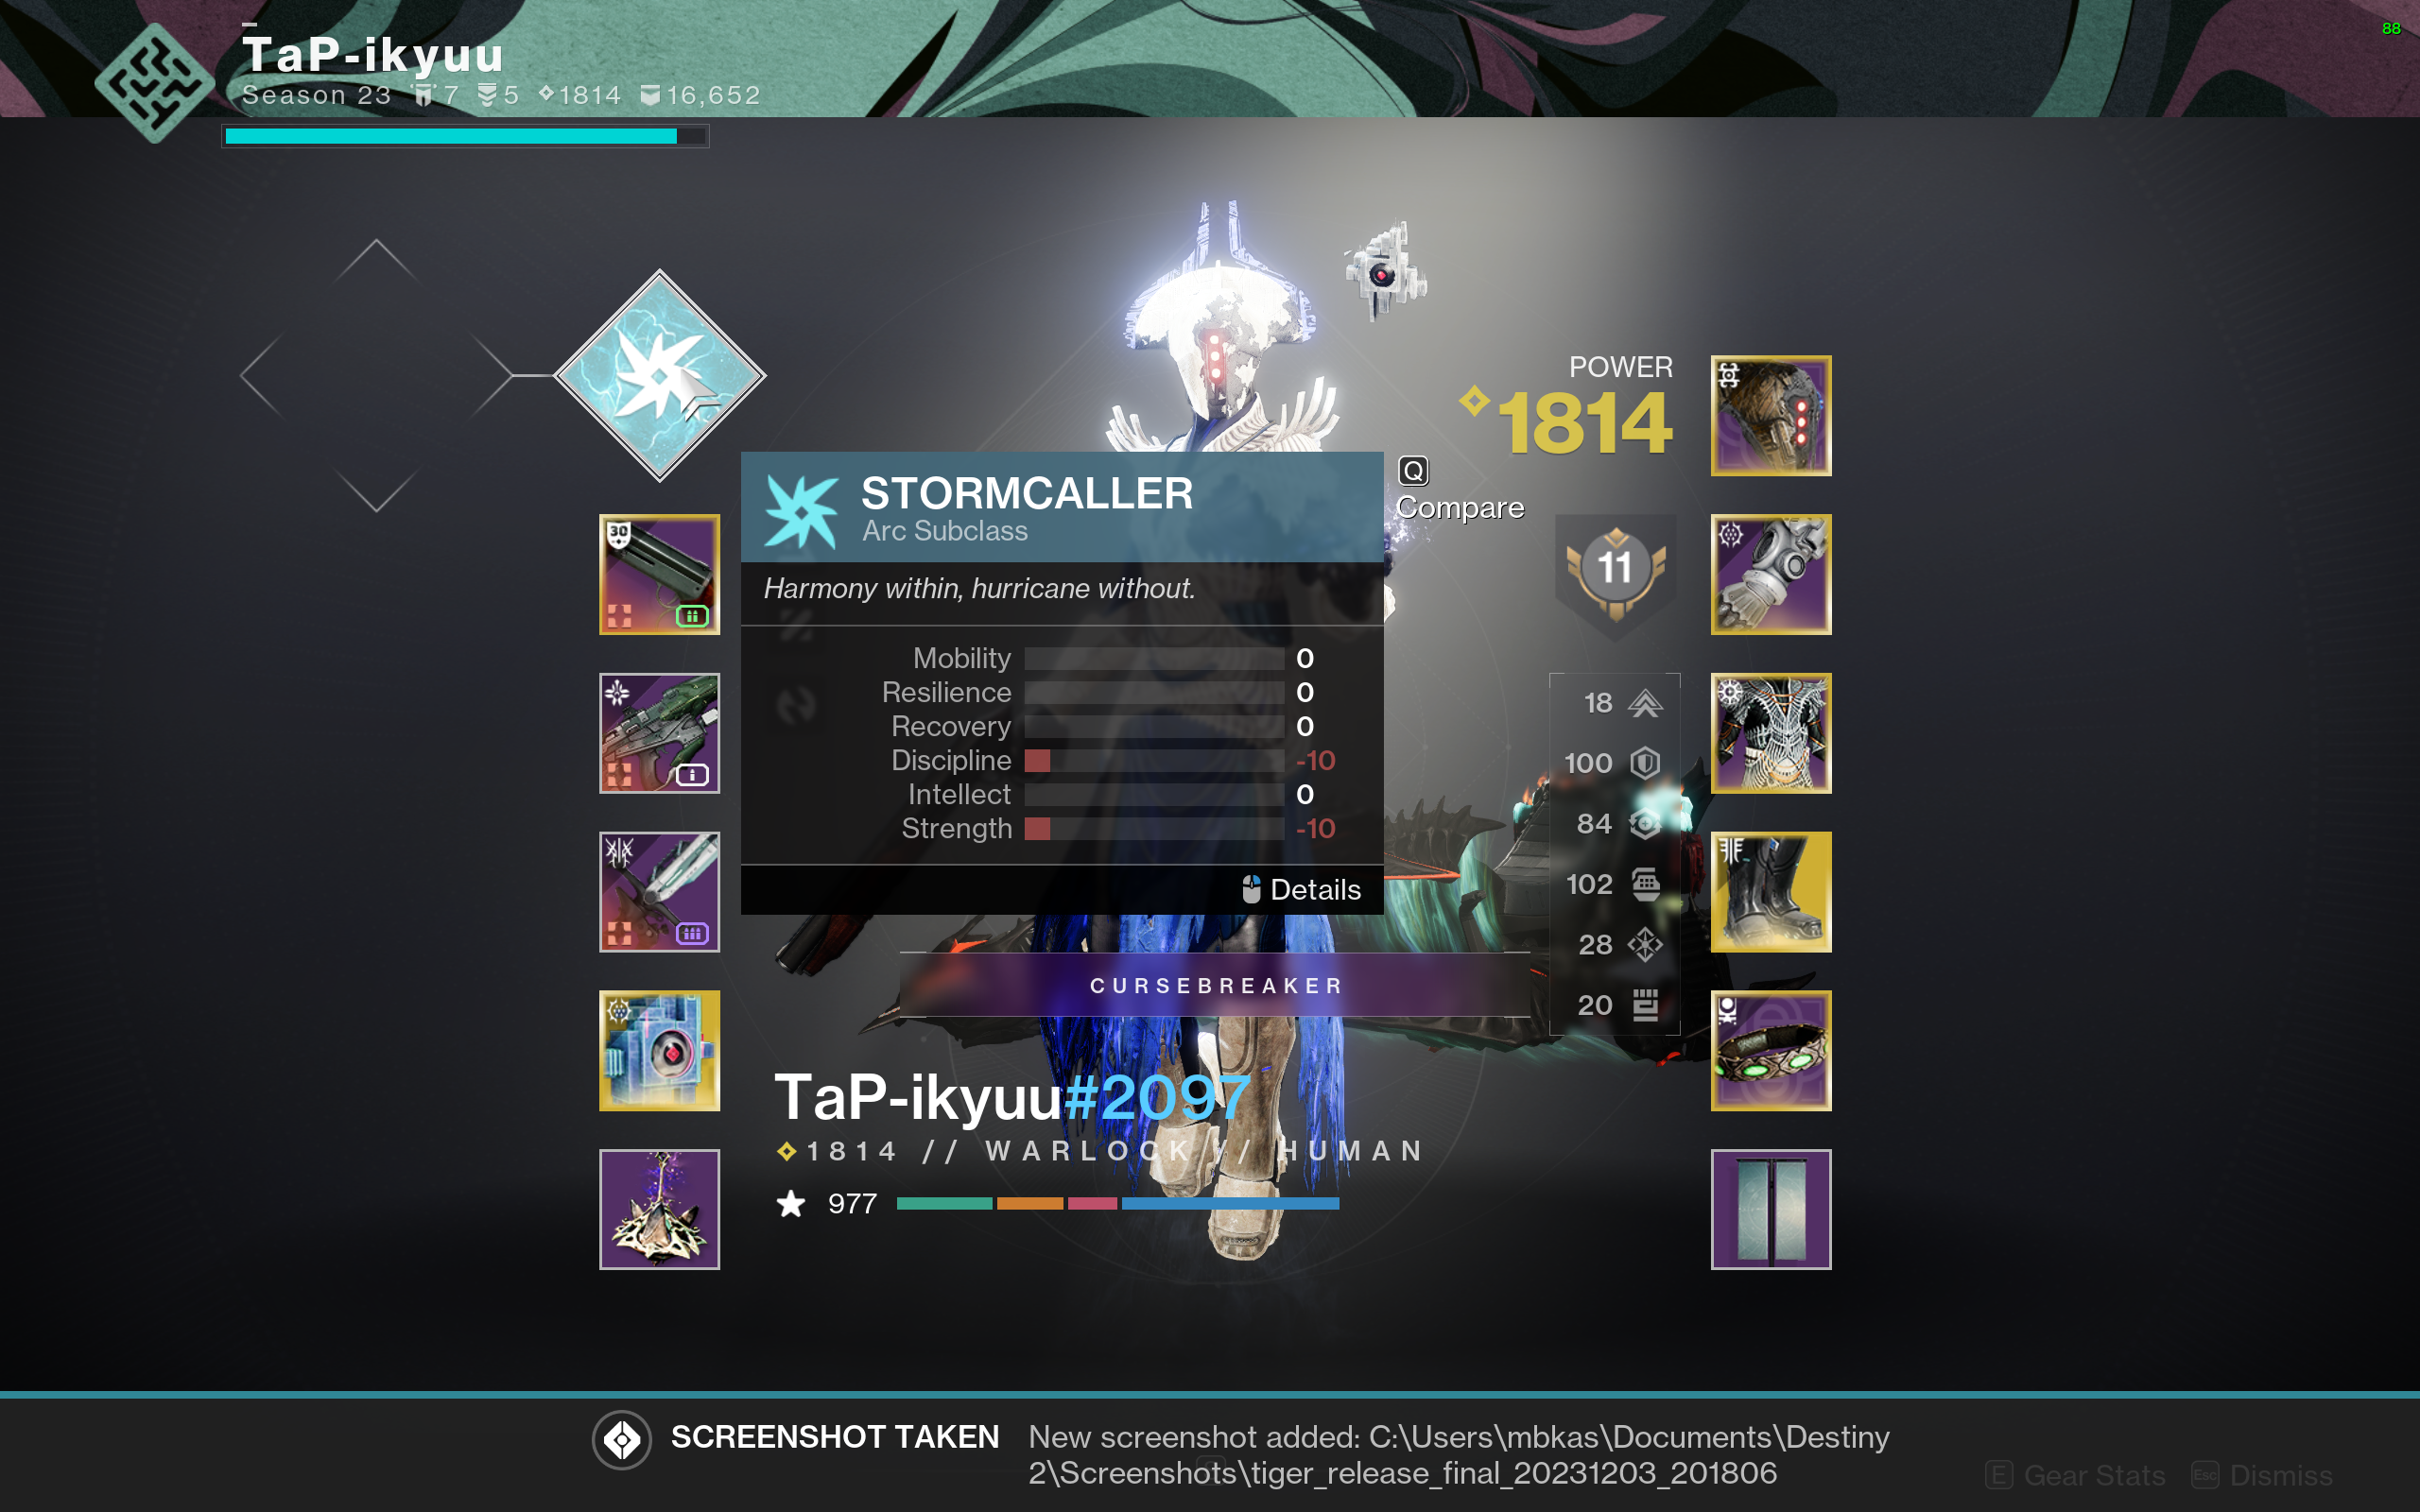 88
TaP-ikyuu
Season 23 7 5 1814 16,652
POWER
1814
STORMCALLER
Arc Subclass
Q
Compare
Harmony within, hurricane without.
11
30
Mobility 0
Resilience 0
Recovery 0
Discipline -10
Intellect 0
Strength -10
Details
18
100
84
102
28
20
CURSEBREAKER
TaP-ikyuu#2097
1814 // WARLOCK // HUMAN
977
SCREENSHOT TAKEN
New screenshot added: C:\Users\mbkas\Documents\Destiny
2\Screenshots\tiger_release_final_20231203_201806
E Gear Stats Esc Dismiss